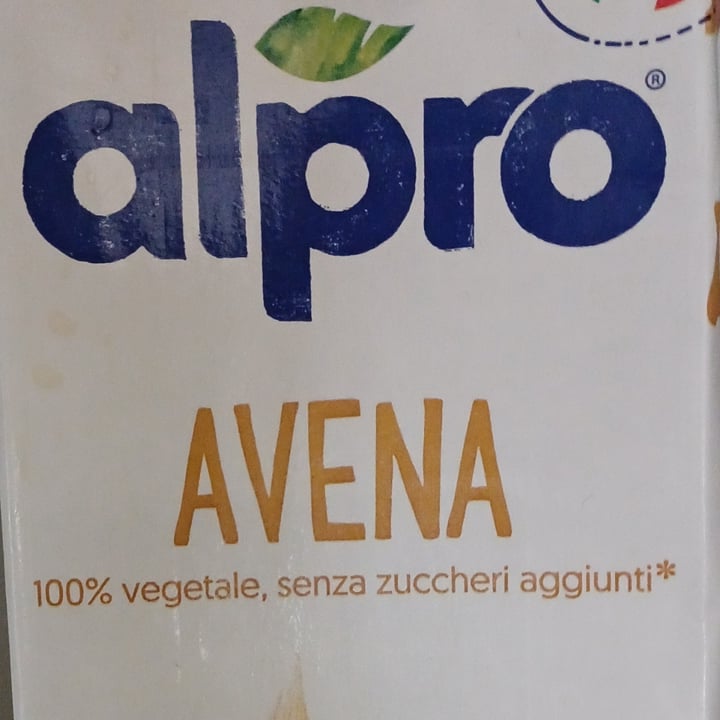 alpro®
AVENA
100% vegetale, senza zuccheri aggiunti*